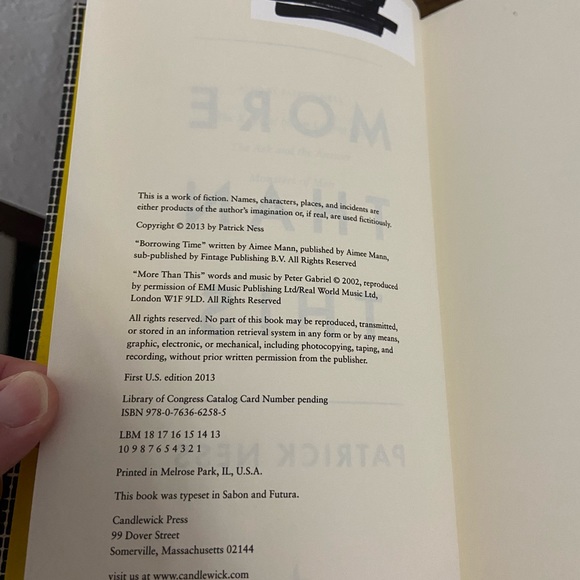 This is a work of fiction. Names, characters, places, and incidents are
either products of the author's imagination or, if real, are used fictitiously.
Copyright © 2013 by Patrick Ness
“Borrowing Time” written by Aimee Mann, published by Aimee Mann,
sub-published by Fintage Publishing B.V. All Rights Reserved
“More Than This” words and music by Peter Gabriel © 2002, reproduced
by permission of EMI Music Publishing Ltd/Real World Music Ltd,
London W1F 9LD. All Rights Reserved
All rights reserved. No part of this book may be reproduced, transmitted,
or stored in an information retrieval system in any form or by any means,
graphic, electronic, or mechanical, including photocopying, taping, and
recording, without prior written permission from the publisher.
First U.S. edition 2013
Library of Congress Catalog Card Number pending
ISBN 978-0-7636-6258-5
LBM 18 17 16 15 14 13
10 9 8 7 6 5 4 3 2 1
Printed in Melrose Park, IL, U.S.A.
This book was typeset in Sabon and Futura.
Candlewick Press
99 Dover Street
Somerville, Massachusetts 02144
visit us at www.candlewick.com